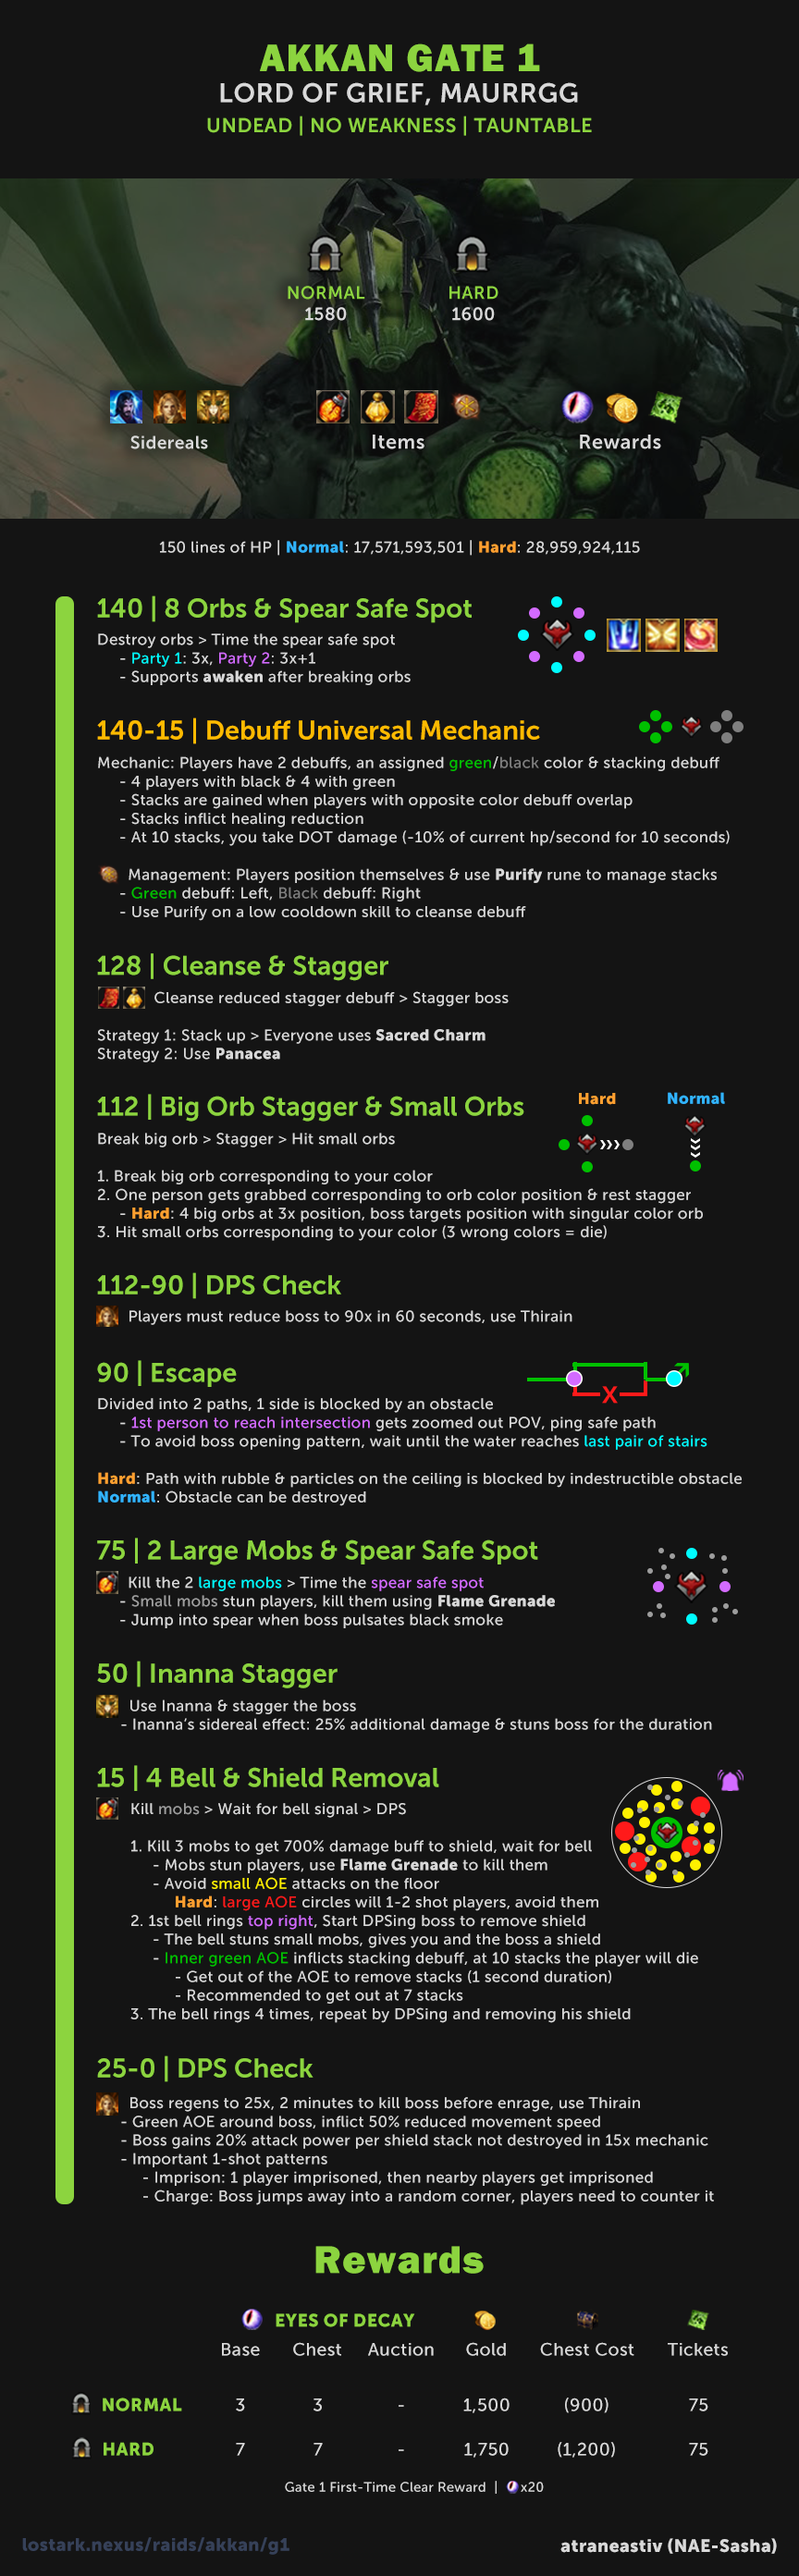 AKKAN GATE 1
LORD OF GRIEF, MAURRGG
UNDEAD | NO WEAKNESS | TAUNTABLE
NORMAL HARD
1580 1600
Sidereals Items Rewards
150 lines of HP | Normal: 17,571,593,501 | Hard: 28,959,924,115
140 | 8 Orbs & Spear Safe Spot
Destroy orbs > Time the spear safe spot
- Party 1: 3x, Party 2: 3x+1
- Supports awaken after breaking orbs
140-15 | Debuff Universal Mechanic
Mechanic: Players have 2 debuffs, an assigned green/black color & stacking debuff
- 4 players with black & 4 with green
- Stacks are gained when players with opposite color debuff overlap
- Stacks inflict healing reduction
- At 10 stacks, you take DOT damage (-10% of current hp/second for 10 seconds)
Management: Players position themselves & use Purify rune to manage stacks
- Green debuff: Left, Black debuff: Right
- Use Purify on a low cooldown skill to cleanse debuff
128 | Cleanse & Stagger
Cleanse reduced stagger debuff > Stagger boss
Strategy 1: Stack up > Everyone uses Sacred Charm
Strategy 2: Use Panacea
112 | Big Orb Stagger & Small Orbs
Hard Normal
Break big orb > Stagger > Hit small orbs
1. Break big orb corresponding to your color
2. One person gets grabbed corresponding to orb color position & rest stagger
- Hard: 4 big orbs at 3x position, boss targets position with singular color orb
3. Hit small orbs corresponding to your color (3 wrong colors = die)
112-90 | DPS Check
Players must reduce boss to 90x in 60 seconds, use Thirain
90 | Escape
X
Divided into 2 paths, 1 side is blocked by an obstacle
- 1st person to reach intersection gets zoomed out POV, ping safe path
- To avoid boss opening pattern, wait until the water reaches last pair of stairs
Hard: Path with rubble & particles on the ceiling is blocked by indestructible obstacle
Normal: Obstacle can be destroyed
75 | 2 Large Mobs & Spear Safe Spot
Kill the 2 large mobs > Time the spear safe spot
- Small mobs stun players, kill them using Flame Grenade
- Jump into spear when boss pulsates black smoke
50 | Inanna Stagger
Use Inanna & stagger the boss
- Inanna's sidereal effect: 25% additional damage & stuns boss for the duration
15 | 4 Bell & Shield Removal
Kill mobs > Wait for bell signal > DPS
1. Kill 3 mobs to get 700% damage buff to shield, wait for bell
- Mobs stun players, use Flame Grenade to kill them
- Avoid small AOE attacks on the floor
Hard: large AOE circles will 1-2 shot players, avoid them
2. 1st bell rings top right, Start DPSing boss to remove shield
- The bell stuns small mobs, gives you and the boss a shield
- Inner green AOE inflicts stacking debuff, at 10 stacks the player will die
- Get out of the AOE to remove stacks (1 second duration)
- Recommended to get out at 7 stacks
3. The bell rings 4 times, repeat by DPSing and removing his shield
25-0 | DPS Check
Boss regens to 25x, 2 minutes to kill boss before enrage, use Thirain
- Green AOE around boss, inflict 50% reduced movement speed
- Boss gains 20% attack power per shield stack not destroyed in 15x mechanic
- Important 1-shot patterns
- Imprison: 1 player imprisoned, then nearby players get imprisoned
- Charge: Boss jumps away into a random corner, players need to counter it
Rewards
EYES OF DECAY
Base Chest Auction Gold Chest Cost Tickets
NORMAL 3 3 - 1,500 (900) 75
HARD 7 7 - 1,750 (1,200) 75
Gate 1 First-Time Clear Reward | x20
lostark.nexus/raids/akkan/g1 atraneastiv (NAE-Sasha)